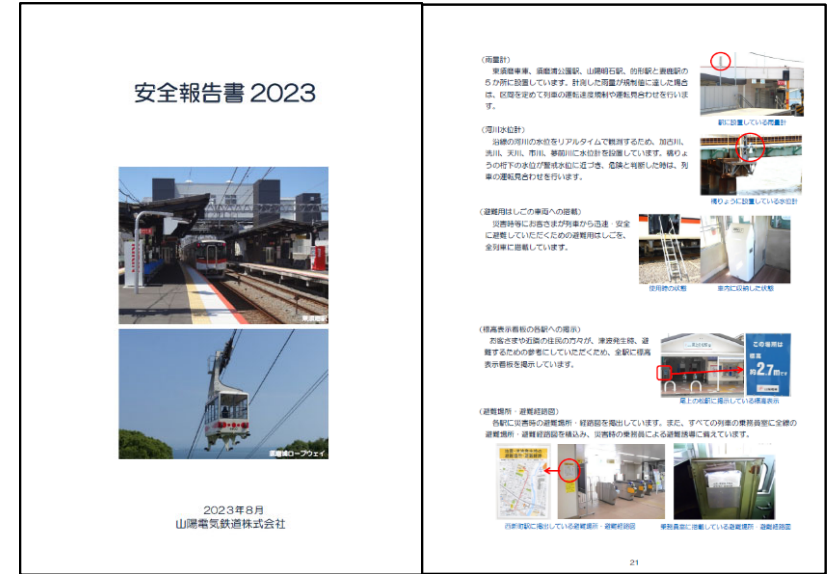 安全報告書 2023
須磨浦ロープウェイ
2023年8月
山陽電気鉄道株式会社
(雨量計)
東須磨車庫、須磨浦公園駅、山陽明石駅、的形駅と妻鹿駅の
5か所に設置しています。計測した雨量が規制値に達した場合
は、区間を定めて列車の運転速度規制や運転見合わせを行いま
す。
駅に設置している雨量計
(河川水位計)
沿線の河川の水位をリアルタイムで観測するため、加古川、
洗川、天川、市川、夢前川に水位計を設置しています。橋りょ
うの桁下の水位が警戒水位に近づき、危険と判断した時は、列
車の運転見合わせを行います。
橋りょうに設置している水位計
(避難用はしごの車両への搭載)
災害時等にお客さまが列車から迅速・安全
に避難していただくための避難用はしごを、
全列車に搭載しています。
使用時の状態
車内に収納した状態
(標高表示看板の各駅への掲示)
お客さまや近隣の住民の方々が、津波発生時、避
難するための参考にしていただくため、全駅に標高
表示看板を掲示しています。
この場所は
標高
約2.7mです
尾上の松駅に掲示している標高表示
(避難場所・避難経路図)
各駅に災害時の避難場所・経路図を掲出しています。また、すべての列車の乗務員室に全線の
避難場所・避難経路図を積込み、災害時の乗務員による避難誘導に備えています。
西新町駅に掲出している避難場所・避難経路図
乗務員室に搭載している避難場所・避難経路図
21